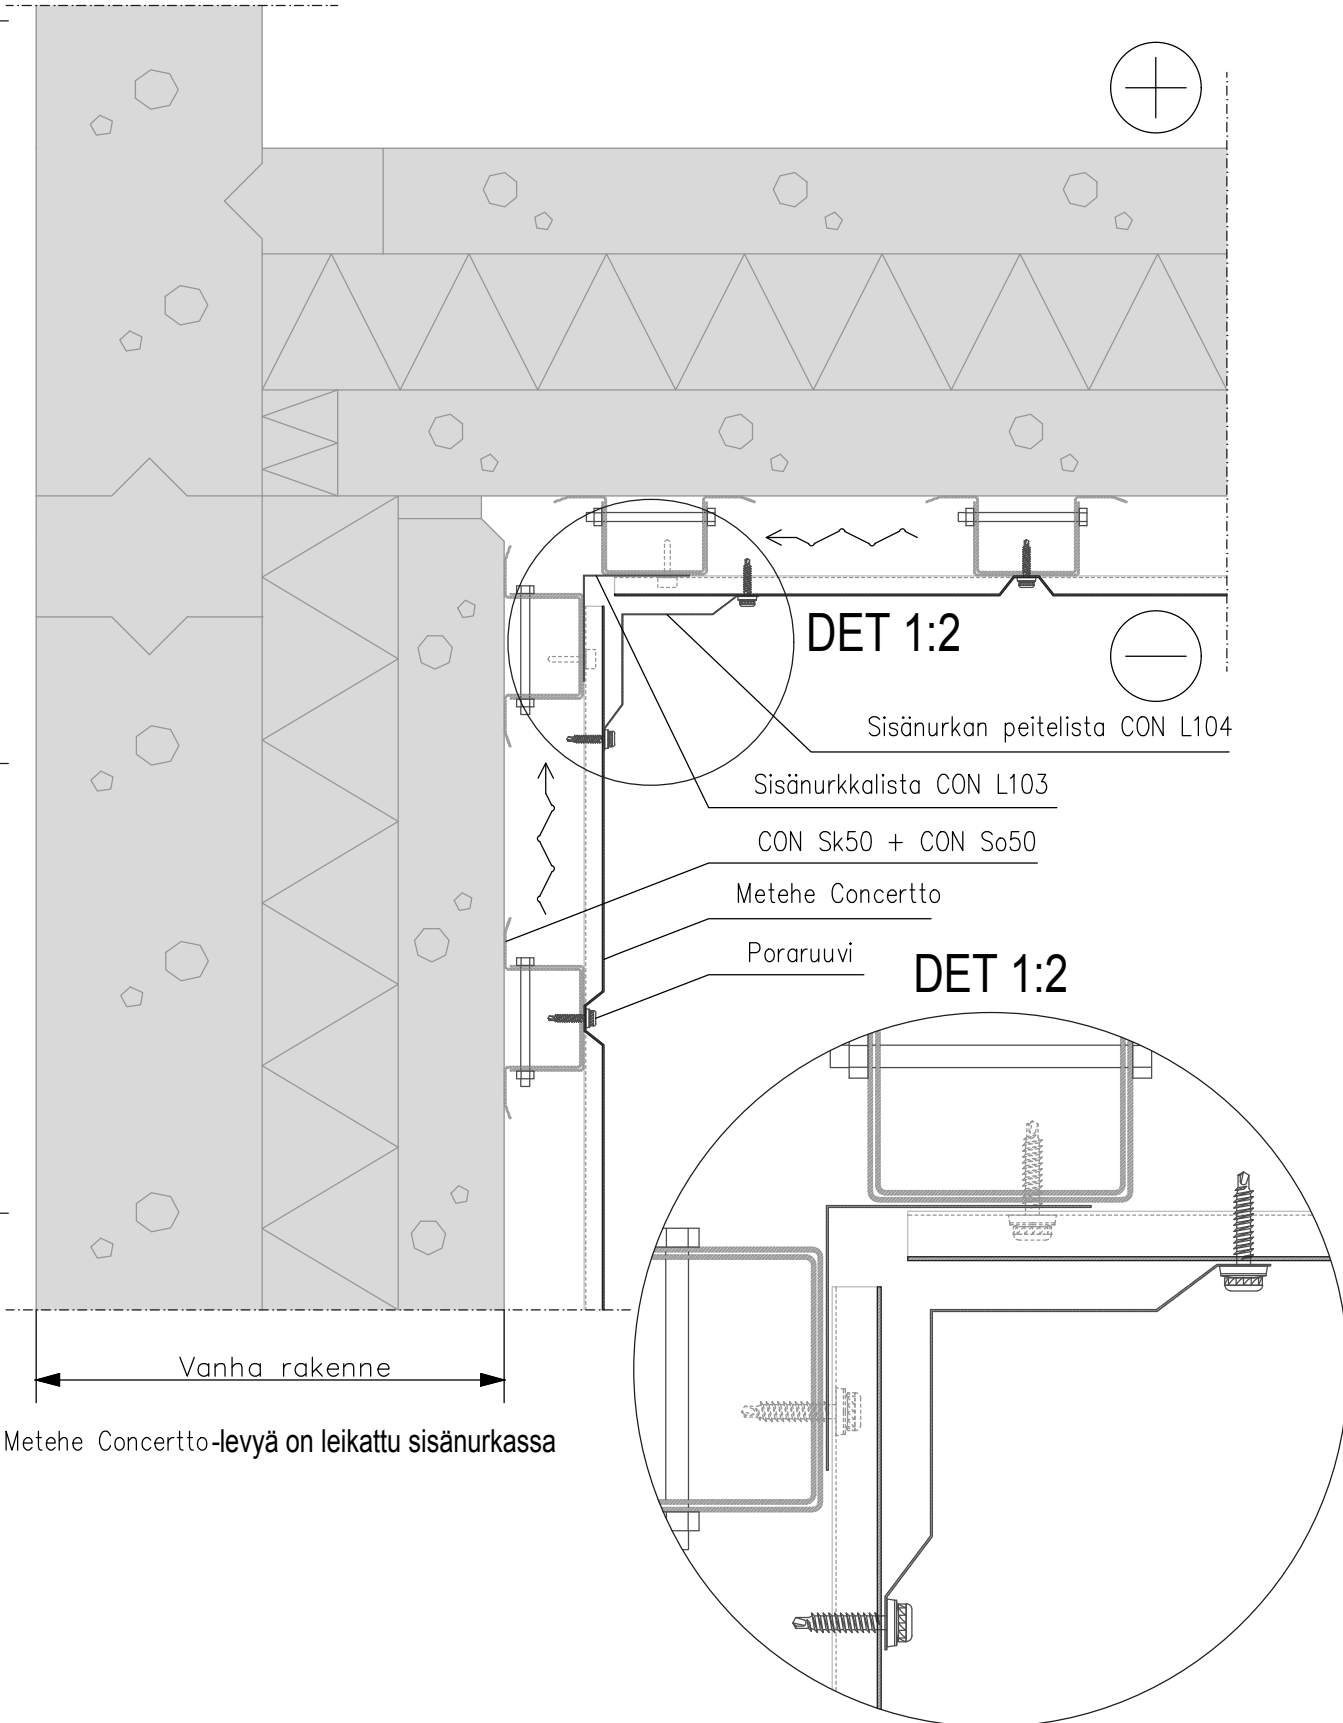 DET 1:2
Sisänurkan peitelista CON L104
Sisänurkkalista CON L103
CON Sk50 + CON So50
Metehe Concertto
Poraruuvi
DET 1:2
Vanha rakenne
Metehe Concertto-levyä on leikattu sisänurkassa